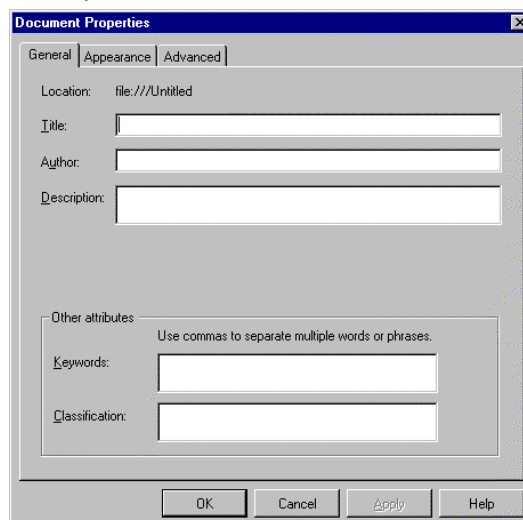 Document Properties
General Appearance Advanced
Location: file:///Untitled
Title:
Author:
Description:
Other attributes
Use commas to separate multiple words or phrases.
Keywords:
Classification:
OK Cancel Apply Help